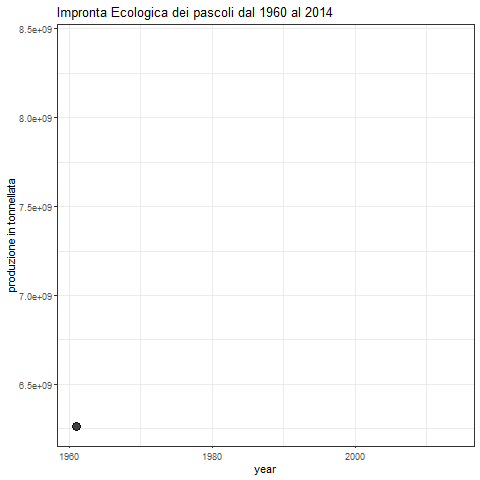 Impronta Ecologica dei pascoli dal 1960 al 2014
8.5e+09
8.0e+09
7.5e+09
7.0e+09
6.5e+09
produzione in tonnellata
1960
1980
2000
year